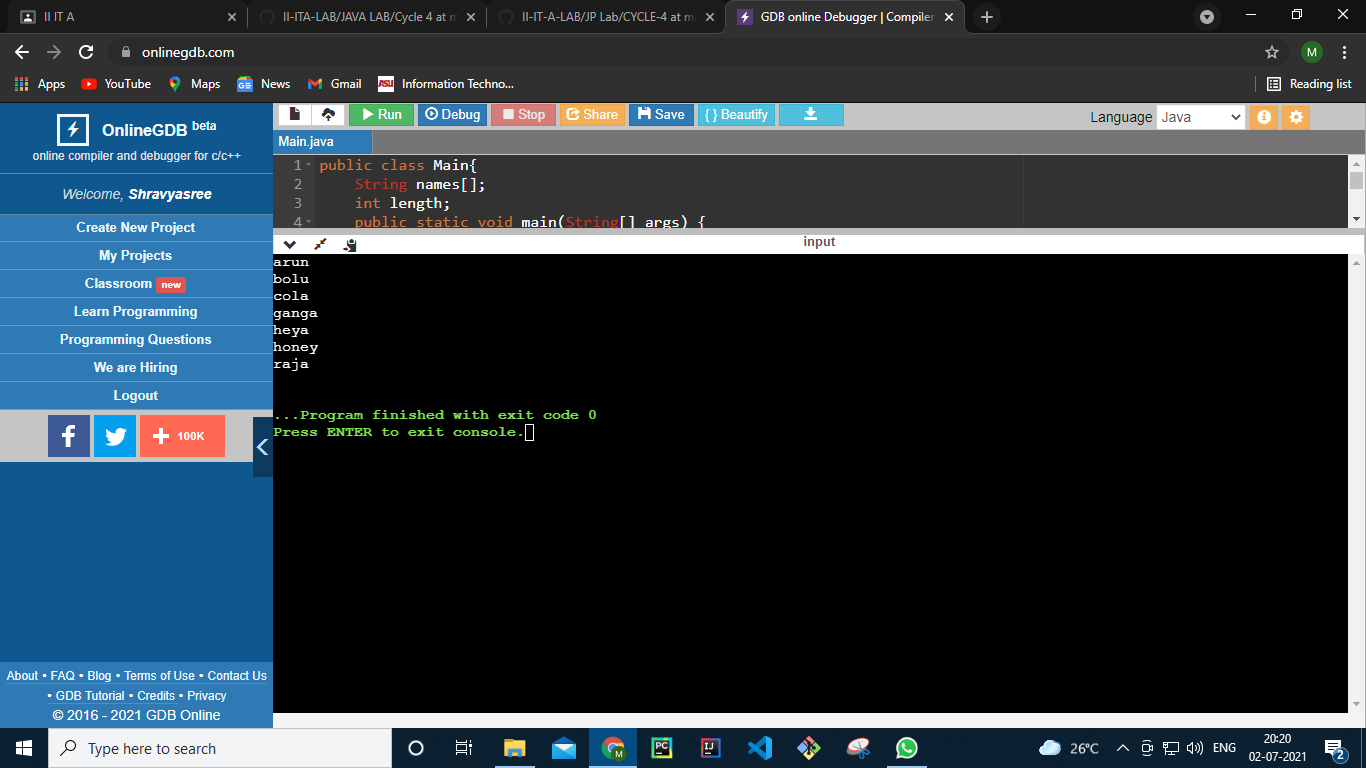 II IT A
II-ITA-LAB/JAVA LAB/Cycle 4 at m
II-IT-A-LAB/JP Lab/CYCLE-4 at m
GDB online Debugger | Compiler
onlinegdb.com
M
Apps
YouTube
Maps
News
Gmail
Information Techno...
Reading list
OnlineGDB beta
online compiler and debugger for c/c++
Welcome, Shravyasree
Create New Project
My Projects
Classroom new
Learn Programming
Programming Questions
We are Hiring
Logout
100K
About • FAQ • Blog • Terms of Use • Contact Us
• GDB Tutorial • Credits • Privacy
© 2016 - 2021 GDB Online
Run
Debug
Stop
Share
Save
{ } Beautify
Language Java
Main.java
1 public class Main{
2 String names[];
3 int length;
4 public static void main(String[] args) {
input
arun
bolu
cola
ganga
heya
honey
raja
...Program finished with exit code 0
Press ENTER to exit console.
Type here to search
26°C
ENG
20:20
02-07-2021
2